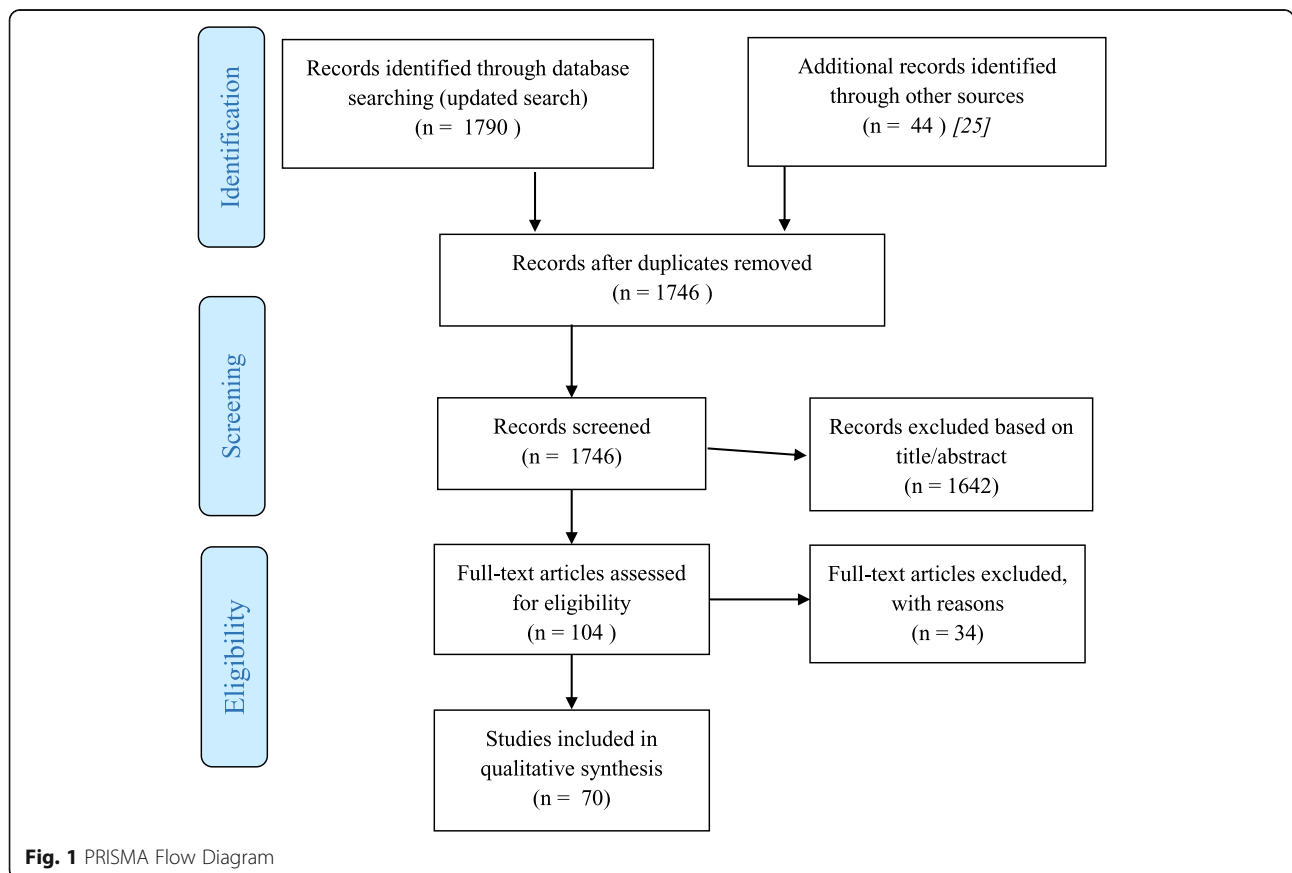 Identification
Records identified through database
searching (updated search)
(n = 1790 )
Additional records identified
through other sources
(n = 44 ) [25]
Records after duplicates removed
(n = 1746 )
Screening
Records screened
(n = 1746)
Records excluded based on
title/abstract
(n = 1642)
Eligibility
Full-text articles assessed
for eligibility
(n = 104 )
Full-text articles excluded,
with reasons
(n = 34)
Studies included in
qualitative synthesis
(n = 70)
Fig. 1 PRISMA Flow Diagram